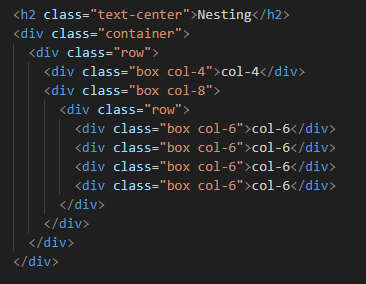 <h2 class="text-center">Nesting</h2>
<div class="container">
  <div class="row">
    <div class="box col-4">col-4</div>
    <div class="box col-8">
      <div class="row">
        <div class="box col-6">col-6</div>
        <div class="box col-6">col-6</div>
        <div class="box col-6">col-6</div>
        <div class="box col-6">col-6</div>
      </div>
    </div>
  </div>
</div>